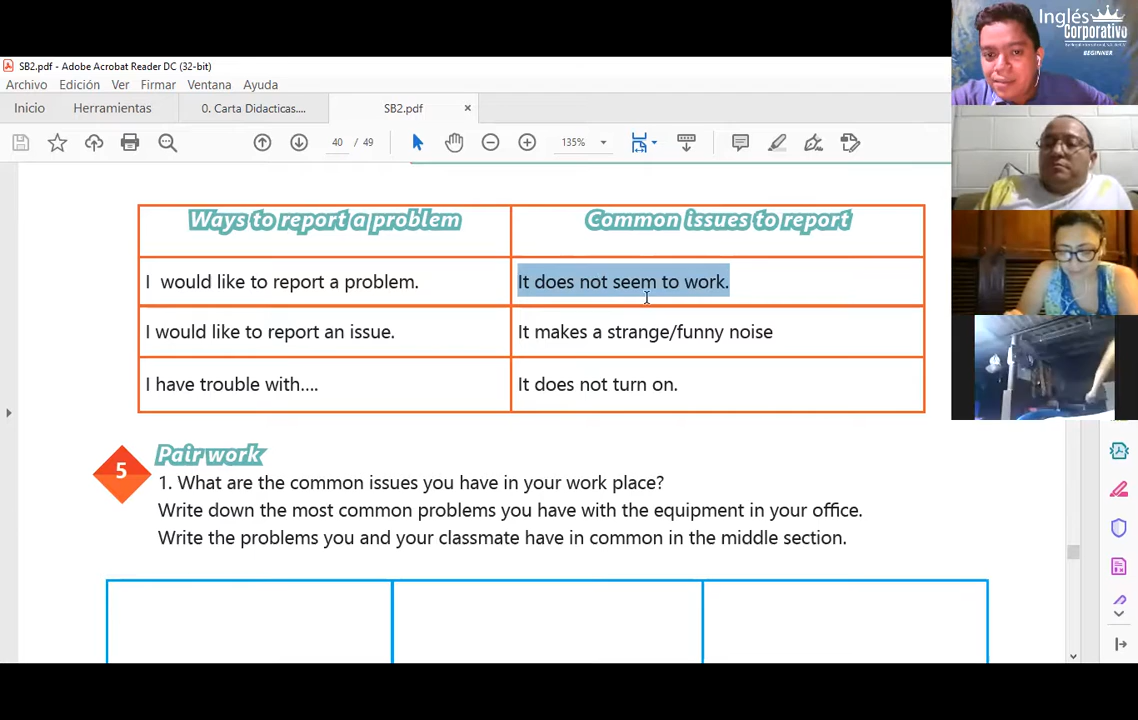 Inglés
Corporativo
BEGINNER
SB2.pdf - Adobe Acrobat Reader DC (32-bit)
Archivo Edición Ver Firmar Ventana Ayuda
Inicio Herramientas 0. Carta Didacticas.... SB2.pdf ×
40 / 49 135%
Ways to report a problem Common issues to report
I would like to report a problem. It does not seem to work.
I would like to report an issue. It makes a strange/funny noise
I have trouble with.... It does not turn on.
5 Pair work
1. What are the common issues you have in your work place?
Write down the most common problems you have with the equipment in your office.
Write the problems you and your classmate have in common in the middle section.